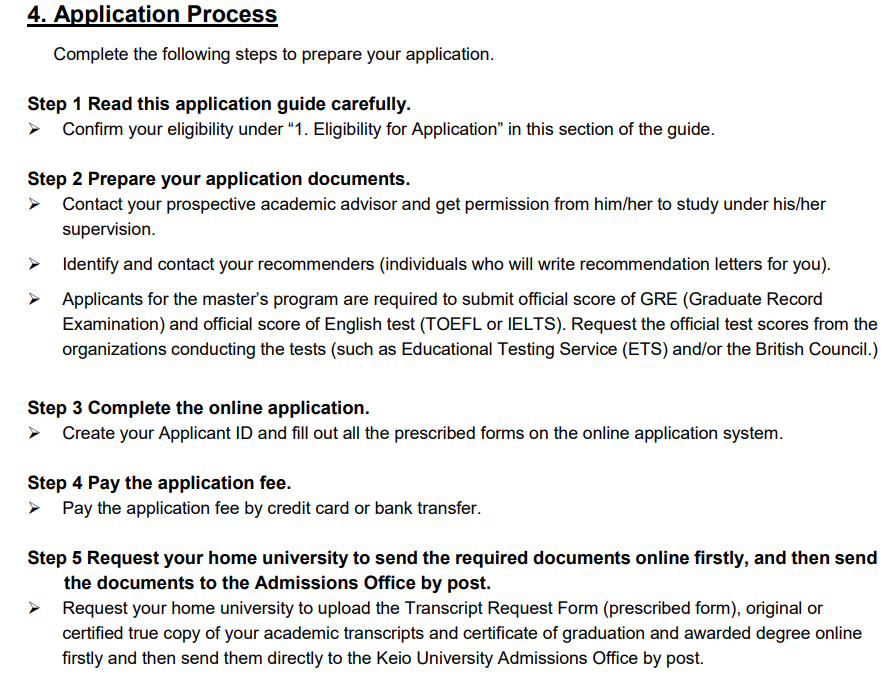 4. Application Process
Complete the following steps to prepare your application.
Step 1 Read this application guide carefully.
➢ Confirm your eligibility under “1. Eligibility for Application” in this section of the guide.
Step 2 Prepare your application documents.
➢ Contact your prospective academic advisor and get permission from him/her to study under his/her
supervision.
➢ Identify and contact your recommenders (individuals who will write recommendation letters for you).
➢ Applicants for the master’s program are required to submit official score of GRE (Graduate Record
Examination) and official score of English test (TOEFL or IELTS). Request the official test scores from the
organizations conducting the tests (such as Educational Testing Service (ETS) and/or the British Council.)
Step 3 Complete the online application.
➢ Create your Applicant ID and fill out all the prescribed forms on the online application system.
Step 4 Pay the application fee.
➢ Pay the application fee by credit card or bank transfer.
Step 5 Request your home university to send the required documents online firstly, and then send
the documents to the Admissions Office by post.
➢ Request your home university to upload the Transcript Request Form (prescribed form), original or
certified true copy of your academic transcripts and certificate of graduation and awarded degree online
firstly and then send them directly to the Keio University Admissions Office by post.